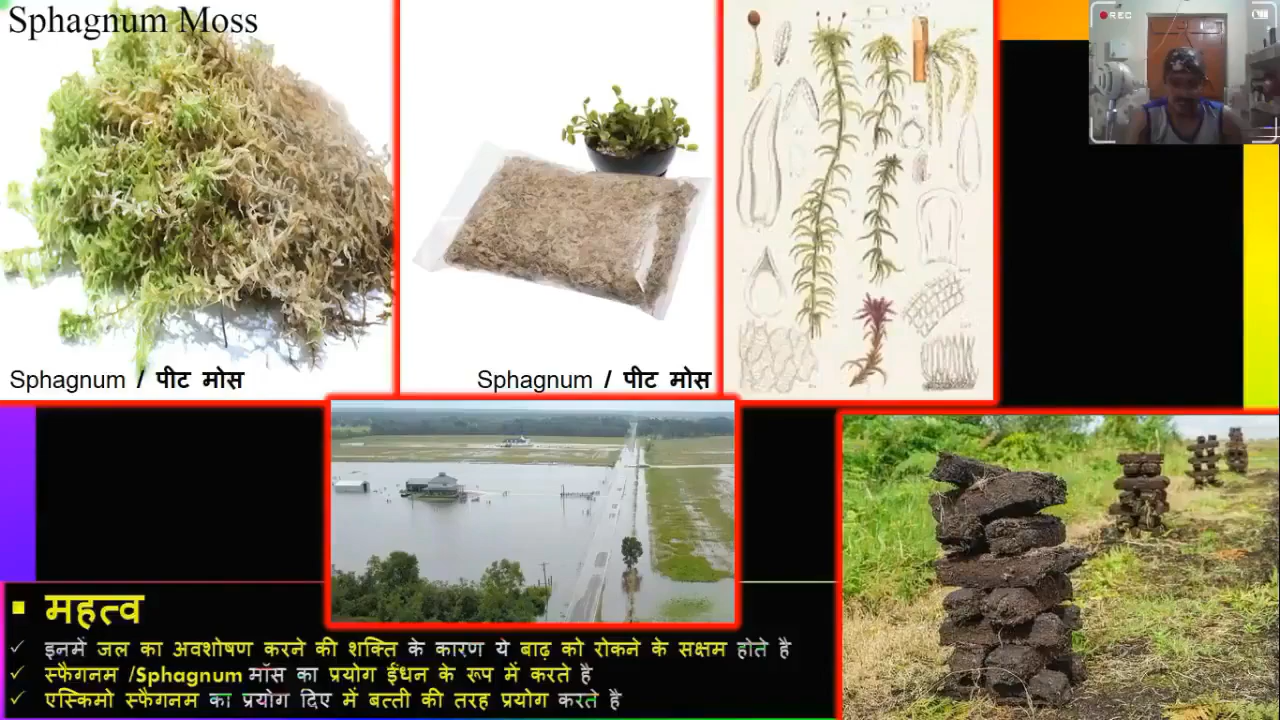 Sphagnum Moss
REC
Sphagnum / पीट मोस
Sphagnum / पीट मोस
महत्व
इनमें जल का अवशोषण करने की शक्ति के कारण ये बाढ़ को रोकने के सक्षम होते है
स्फैगनम /Sphagnum मॉस का प्रयोग ईंधन के रूप में करते है
एस्किमो स्फैगनम का प्रयोग दिए में बत्ती की तरह प्रयोग करते है